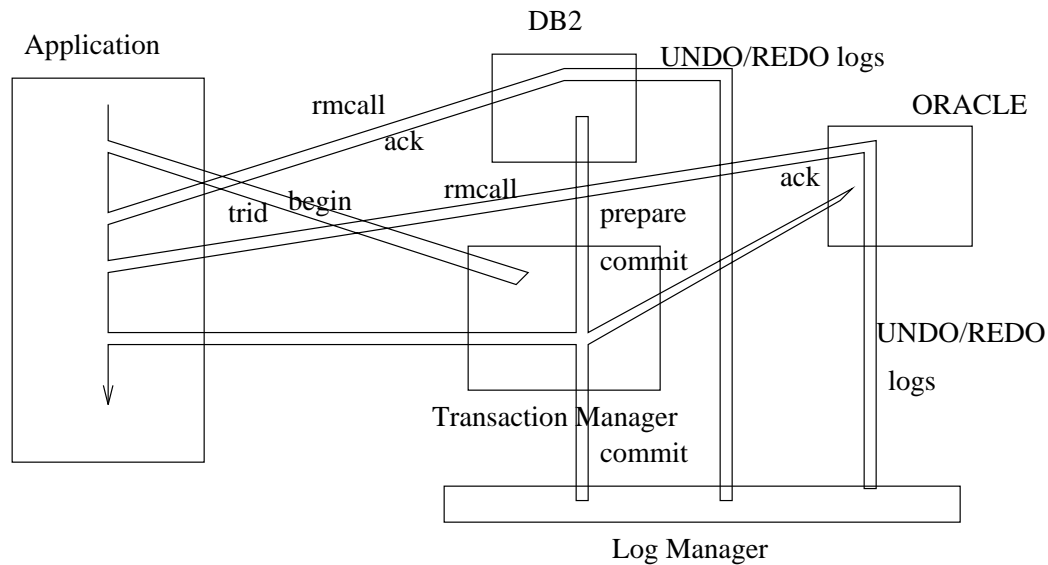 DB2
Application
UNDO/REDO logs
rmcall
ORACLE
ack
rmcall
ack
begin
trid
prepare
commit
UNDO/REDO
logs
Transaction Manager
commit
Log Manager